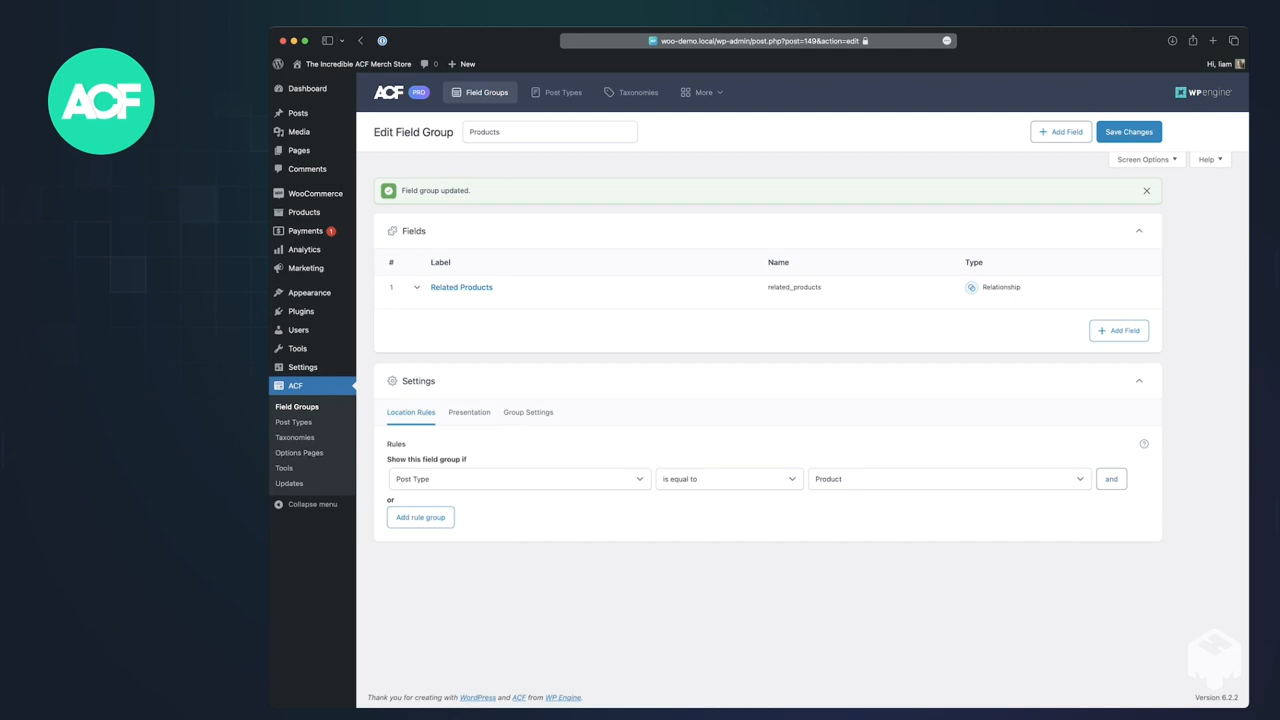 ACF
woo-demo.local/wp-admin/post.php?post=149&action=edit
The Incredible ACF Merch Store
0
New
Hi, liam
Dashboard
Posts
Media
Pages
Comments
WooCommerce
Products
Payments 1
Analytics
Marketing
Appearance
Plugins
Users
Tools
Settings
ACF
Field Groups
Post Types
Taxonomies
Options Pages
Tools
Updates
Collapse menu
ACF PRO Field Groups Post Types Taxonomies More WP engine
Edit Field Group Products + Add Field Save Changes
Screen Options Help
Field group updated.
Fields
# Label Name Type
1 Related Products related_products Relationship
+ Add Field
Settings
Location Rules Presentation Group Settings
Rules
Show this field group if
Post Type is equal to Product and
or
Add rule group
Thank you for creating with WordPress and ACF from WP Engine.
Version 6.2.2